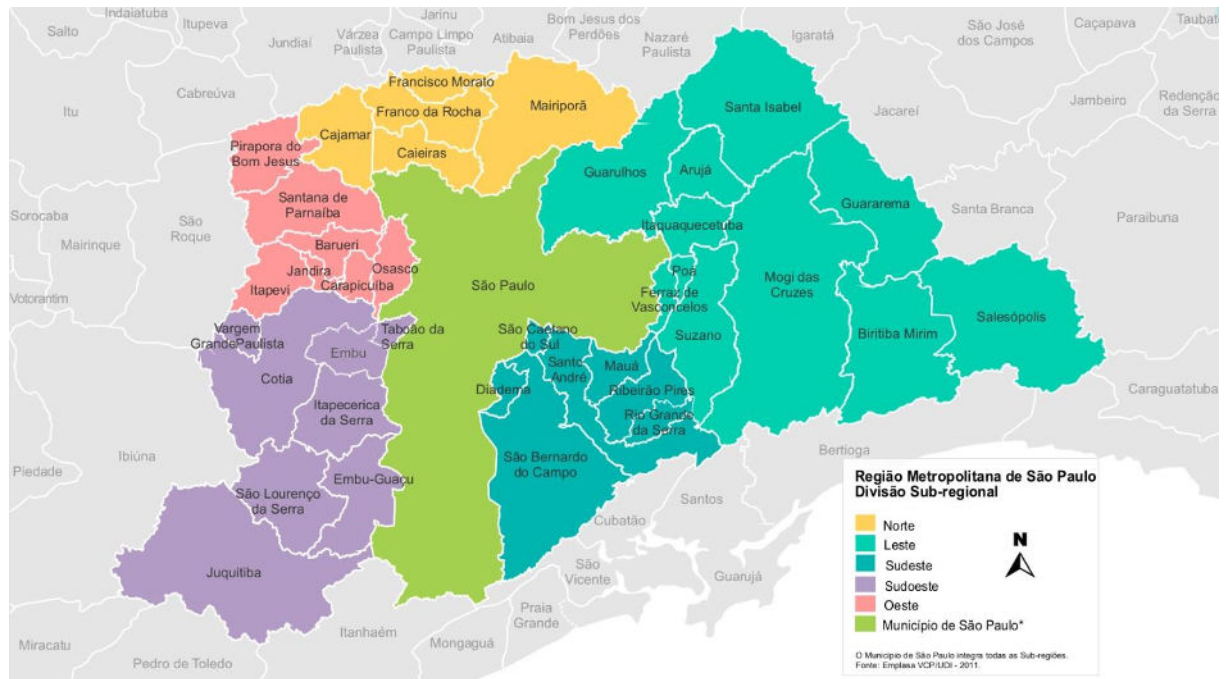 Indaiatuba
Salto
Itupeva
Jundiaí
Várzea
Paulista
Jarinu
Campo Limpo
Paulista
Atibaia
Bom Jesus dos
Perdões
Nazaré
Paulista
Igaratá
São José
dos Campos
Caçapava
Taubaté
Itu
Cabreúva
Francisco Morato
Franco da Rocha
Mairiporã
Cajamar
Caieiras
Santa Isabel
Jacareí
Jambeiro
Redenção
da Serra
Pirapora do
Bom Jesus
Guarulhos
Arujá
Santana de
Parnaíba
Guararema
Santa Branca
Paraibuna
Sorocaba
Mairinque
São
Roque
Itaquaquecetuba
Barueri
Osasco
Jandira
Carapicuíba
Itapevi
São Paulo
Poá
Ferraz de
Vasconcelos
Mogi das
Cruzes
Votorantim
Vargem
Grande Paulista
Taboão da
Serra
Embu
São Caetano
do Sul
Suzano
Biritiba Mirim
Salesópolis
Cotia
Santo
André
Mauá
Diadema
Ribeirão Pires
Rio Grande
da Serra
Itapecerica
da Serra
Caraguatatuba
Piedade
Ibiúna
São Bernardo
do Campo
Bertioga
Embu-Guaçu
São Lourenço
da Serra
Santos
Cubatão
Juquitiba
São
Vicente
Guarujá
Praia
Grande
Miracatu
Itanhaém
Mongaguá
Pedro de Toledo
Região Metropolitana de São Paulo
Divisão Sub-regional
Norte
Leste
Sudeste
Sudoeste
Oeste
Município de São Paulo*
N
O Município de São Paulo integra todas as Sub-regiões.
Fonte: Emplasa VCP/UDI - 2011.